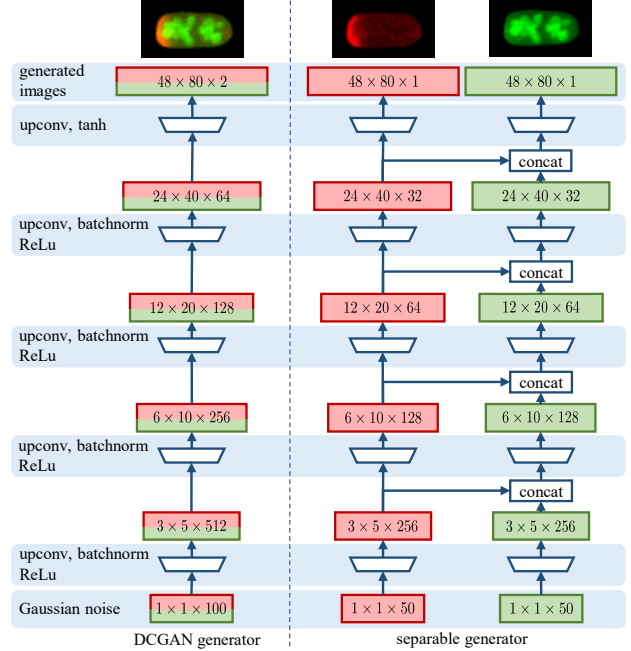 generated
images
48 × 80 × 2
48 × 80 × 1
48 × 80 × 1
upconv, tanh
concat
24 × 40 × 64
24 × 40 × 32
24 × 40 × 32
upconv, batchnorm
ReLu
concat
12 × 20 × 128
12 × 20 × 64
12 × 20 × 64
upconv, batchnorm
ReLu
concat
6 × 10 × 256
6 × 10 × 128
6 × 10 × 128
upconv, batchnorm
ReLu
concat
3 × 5 × 512
3 × 5 × 256
3 × 5 × 256
upconv, batchnorm
ReLu
Gaussian noise
1 × 1 × 100
1 × 1 × 50
1 × 1 × 50
DCGAN generator
separable generator